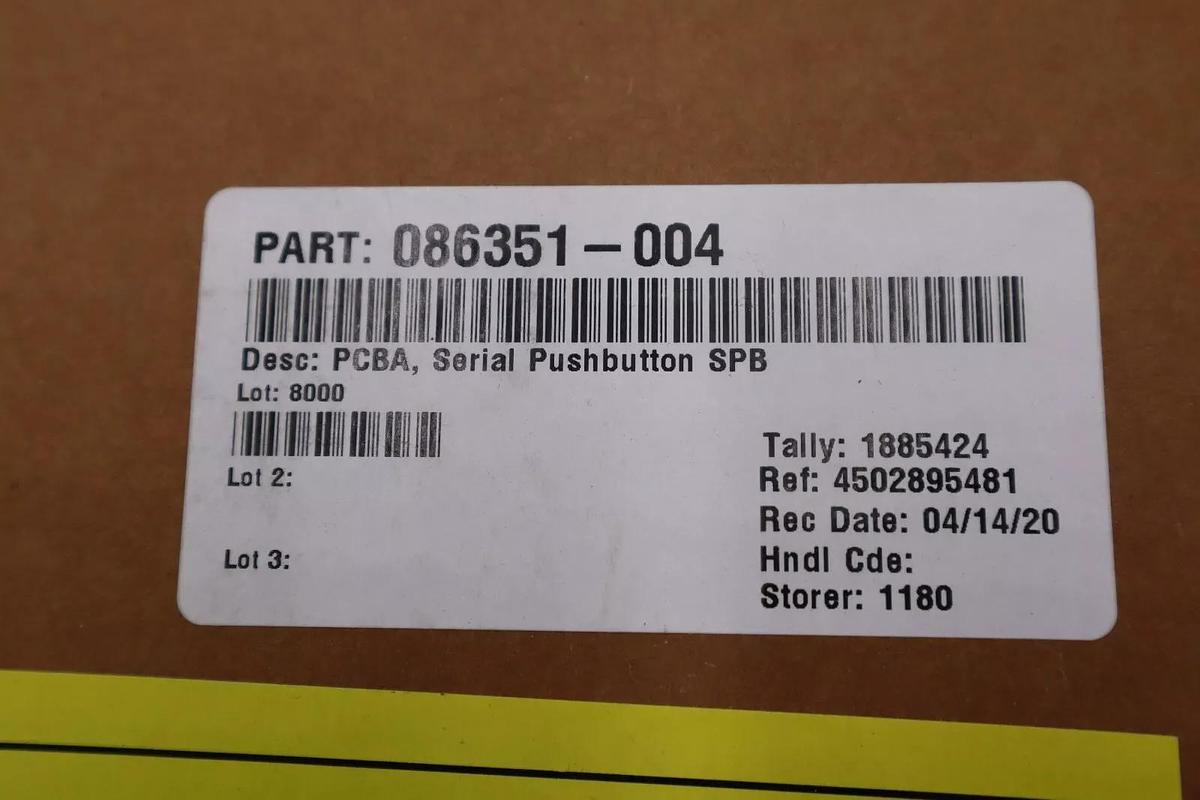 PART: 086351-004
Desc: PCBA, Serial Pushbutton SPB
Lot: 8000
Lot 2:
Lot 3:
Tally: 1885424
Ref: 4502895481
Rec Date: 04/14/20
Hndl Cde:
Storer: 1180